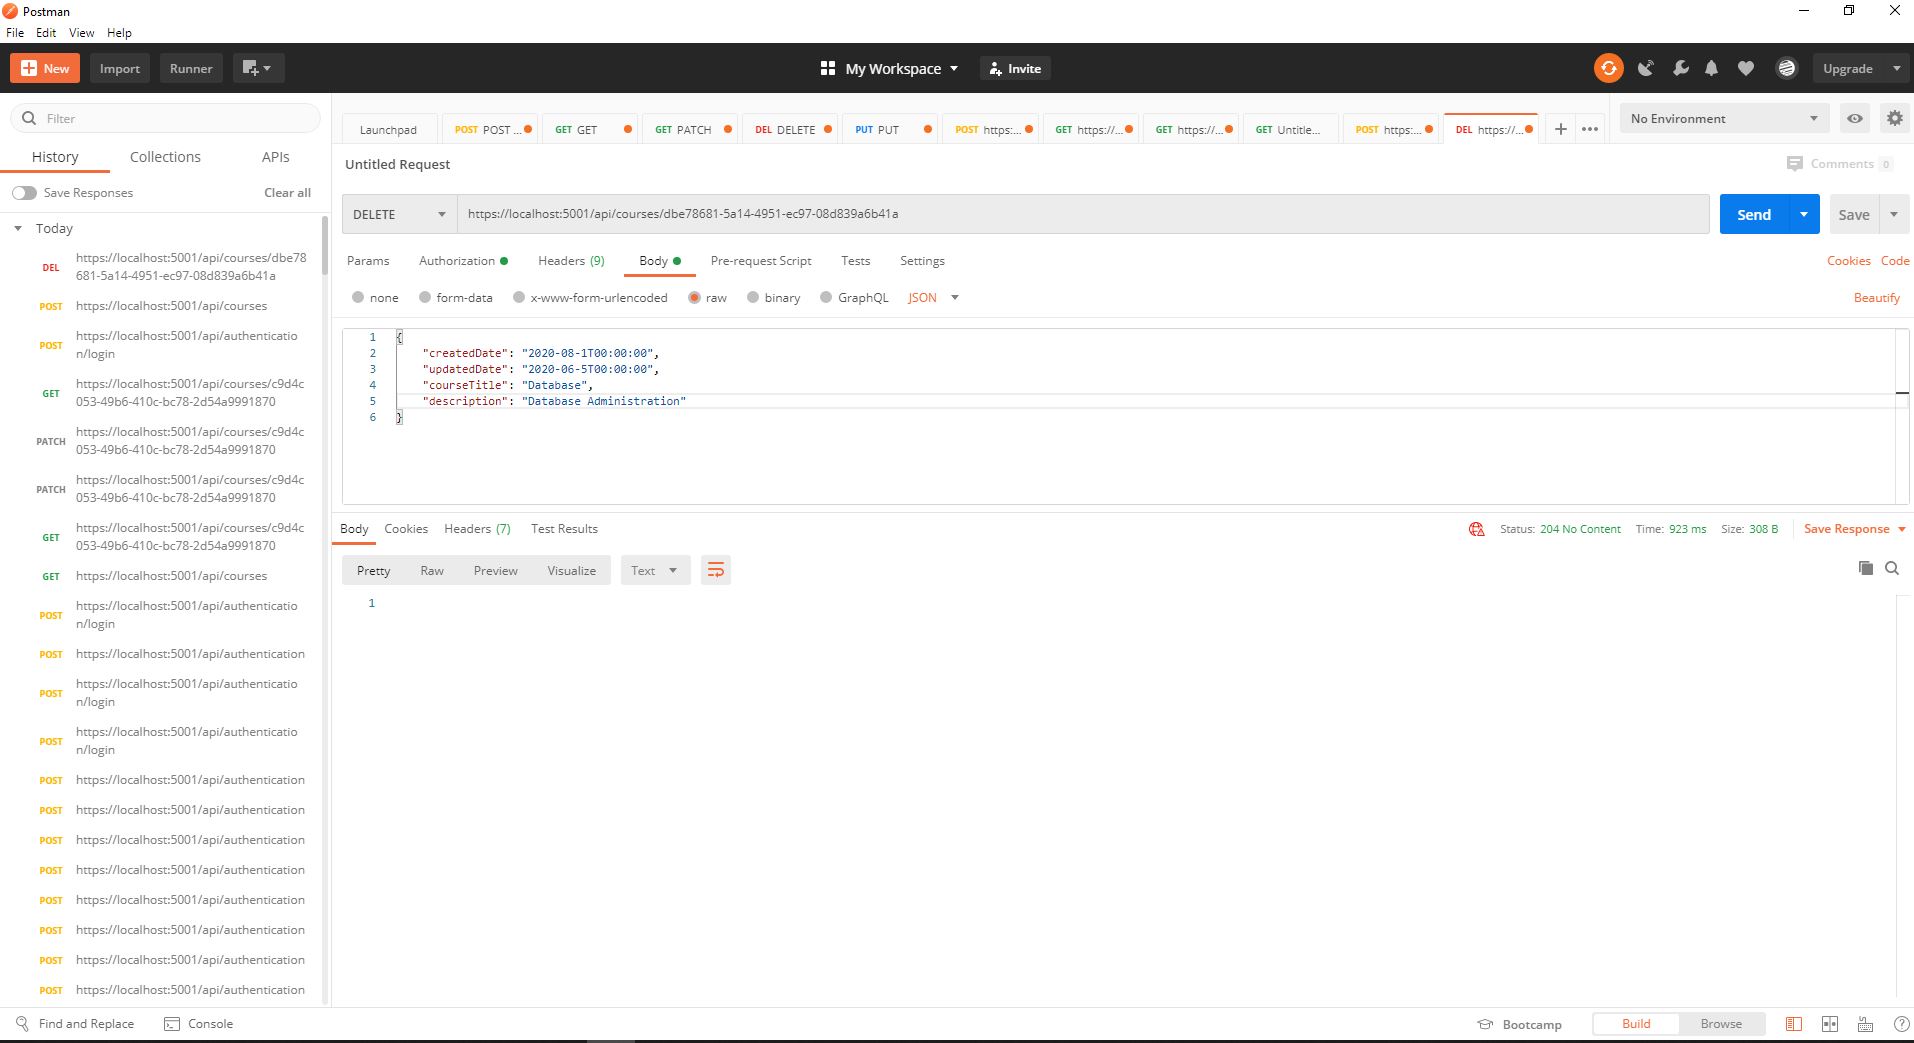 Postman
File Edit View Help
New Import Runner My Workspace Invite Upgrade
Filter
History Collections APIs
Save Responses Clear all
Today
DEL https://localhost:5001/api/courses/dbe78
681-5a14-4951-ec97-08d839a6b41a
POST https://localhost:5001/api/courses
POST https://localhost:5001/api/authenticatio
n/login
GET https://localhost:5001/api/courses/c9d4c
053-49b6-410c-bc78-2d54a9991870
PATCH https://localhost:5001/api/courses/c9d4c
053-49b6-410c-bc78-2d54a9991870
PATCH https://localhost:5001/api/courses/c9d4c
053-49b6-410c-bc78-2d54a9991870
GET https://localhost:5001/api/courses/c9d4c
053-49b6-410c-bc78-2d54a9991870
GET https://localhost:5001/api/courses
POST https://localhost:5001/api/authenticatio
n/login
POST https://localhost:5001/api/authentication
POST https://localhost:5001/api/authenticatio
n/login
POST https://localhost:5001/api/authenticatio
n/login
POST https://localhost:5001/api/authentication
POST https://localhost:5001/api/authentication
POST https://localhost:5001/api/authentication
POST https://localhost:5001/api/authentication
POST https://localhost:5001/api/authentication
POST https://localhost:5001/api/authentication
POST https://localhost:5001/api/authentication
POST https://localhost:5001/api/authentication
Launchpad POST POST ... GET GET GET PATCH DEL DELETE PUT PUT POST https:... GET https://... GET https://... GET Untitle... POST https:... DEL https://... No Environment
Untitled Request Comments 0
DELETE https://localhost:5001/api/courses/dbe78681-5a14-4951-ec97-08d839a6b41a Send Save
Params Authorization Headers (9) Body Pre-request Script Tests Settings Cookies Code
none form-data x-www-form-urlencoded raw binary GraphQL JSON Beautify
1 {
2 "createdDate": "2020-08-1T00:00:00",
3 "updatedDate": "2020-06-5T00:00:00",
4 "courseTitle": "Database",
5 "description": "Database Administration"
6 }
Body Cookies Headers (7) Test Results Status: 204 No Content Time: 923 ms Size: 308 B Save Response
Pretty Raw Preview Visualize Text
1
Find and Replace Console Bootcamp Build Browse